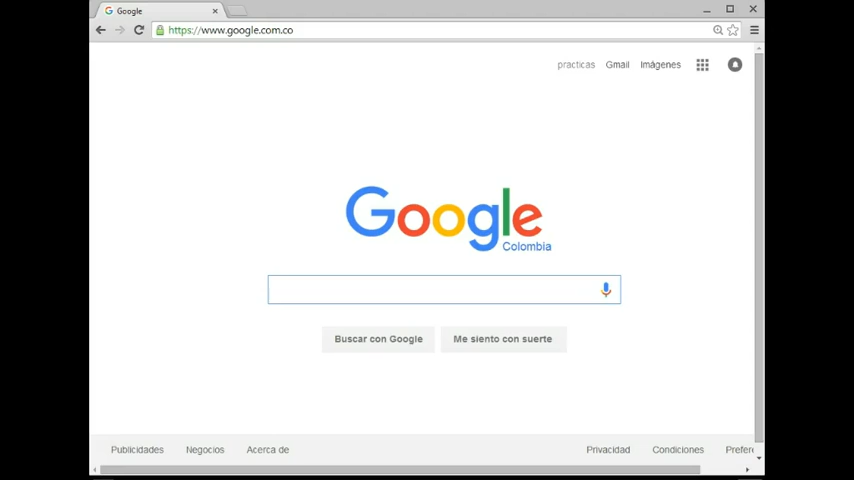 Google
https://www.google.com.co
practicas Gmail Imágenes
Google
Colombia
Buscar con Google Me siento con suerte
Publicidades Negocios Acerca de Privacidad Condiciones Prefere